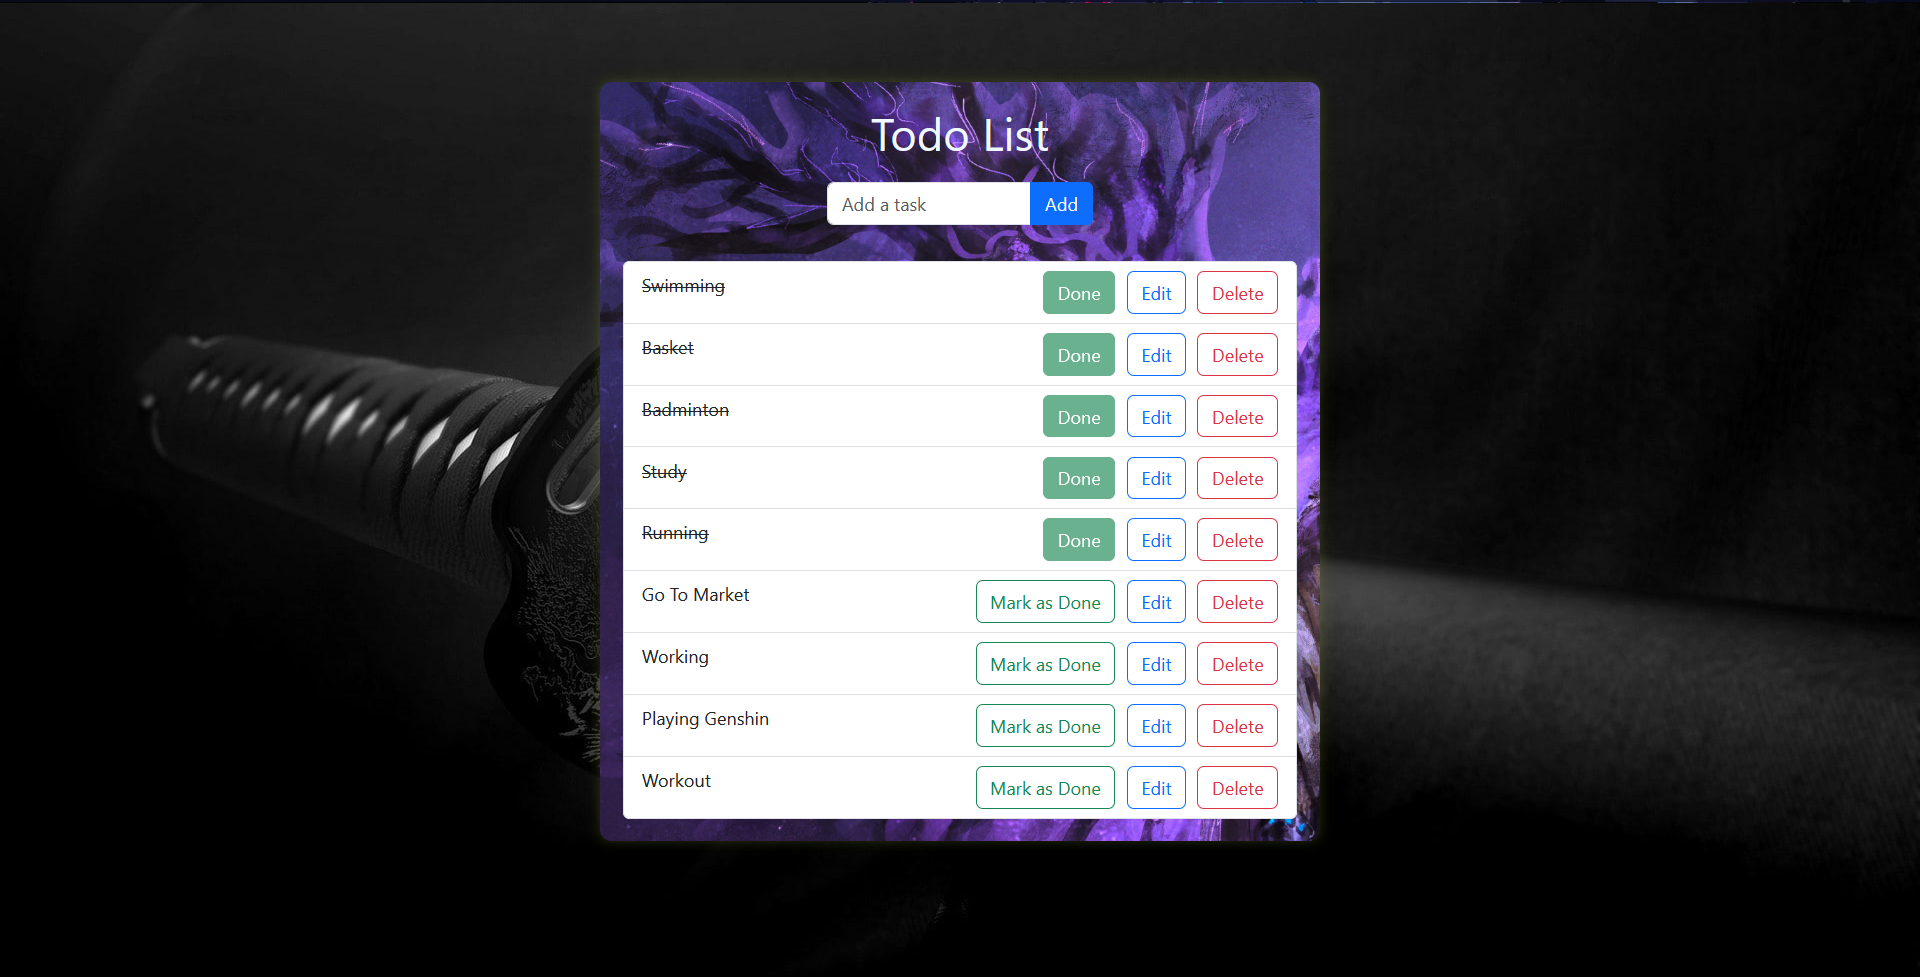 Todo List
Add a task Add
Swimming Done Edit Delete
Basket Done Edit Delete
Badminton Done Edit Delete
Study Done Edit Delete
Running Done Edit Delete
Go To Market Mark as Done Edit Delete
Working Mark as Done Edit Delete
Playing Genshin Mark as Done Edit Delete
Workout Mark as Done Edit Delete